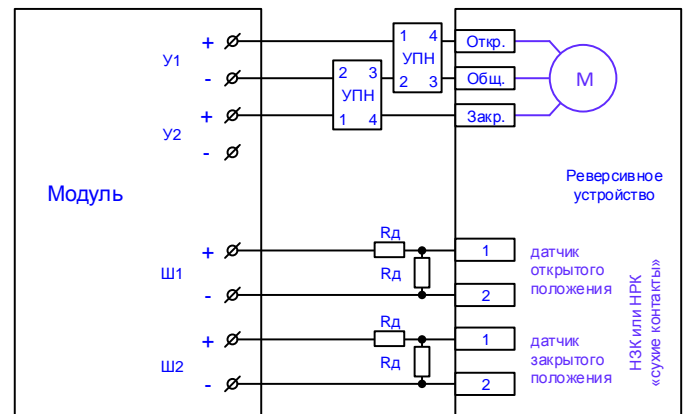 У1
+
-
1 4
УПН
2 3
Откр.
Общ.
Закр.
М
2 3
УПН
1 4
У2
+
-
Модуль
Реверсивное
устройство
Ш1
+
-
Rд
Rд
1
2
датчик
открытого
положения
Ш2
+
-
Rд
Rд
1
2
датчик
закрытого
положения
НЗК или НРК
«сухие контакты»